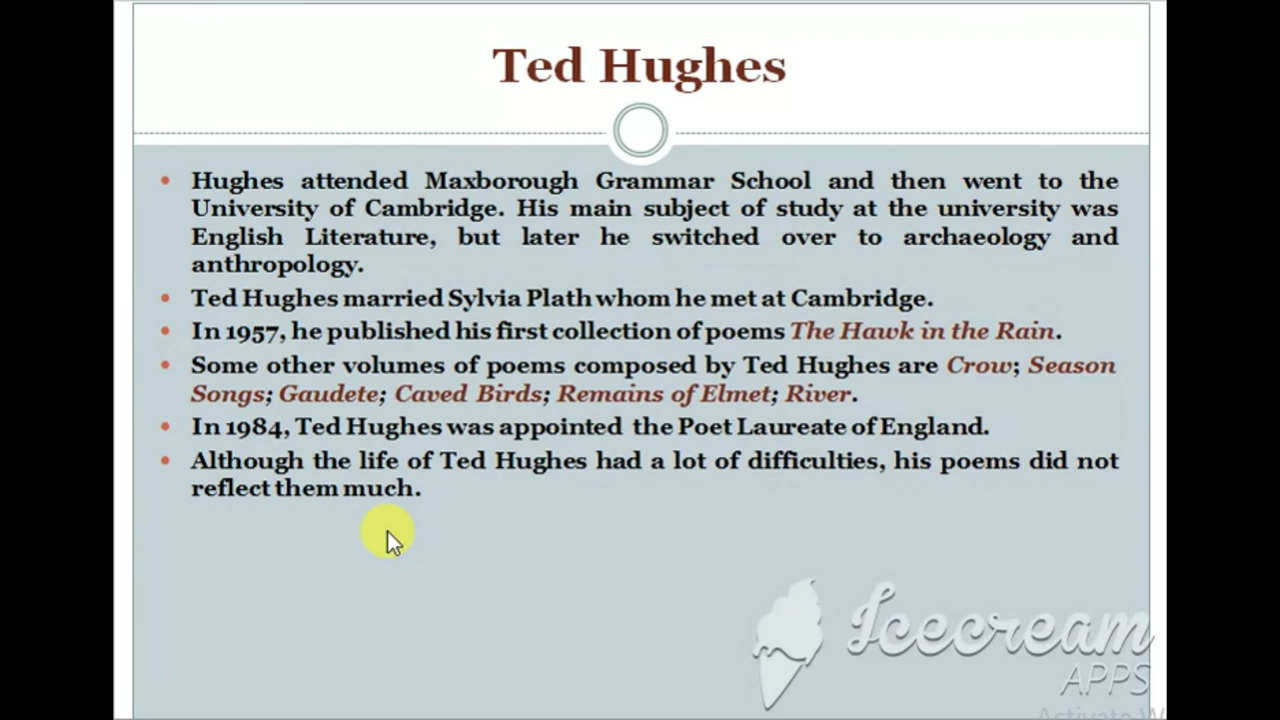 Ted Hughes
• Hughes attended Maxborough Grammar School and then went to the
University of Cambridge. His main subject of study at the university was
English Literature, but later he switched over to archaeology and
anthropology.
• Ted Hughes married Sylvia Plath whom he met at Cambridge.
• In 1957, he published his first collection of poems The Hawk in the Rain.
• Some other volumes of poems composed by Ted Hughes are Crow; Season
Songs; Gaudete; Caved Birds; Remains of Elmet; River.
• In 1984, Ted Hughes was appointed the Poet Laureate of England.
• Although the life of Ted Hughes had a lot of difficulties, his poems did not
reflect them much.
Icecream
APPS
Activate W